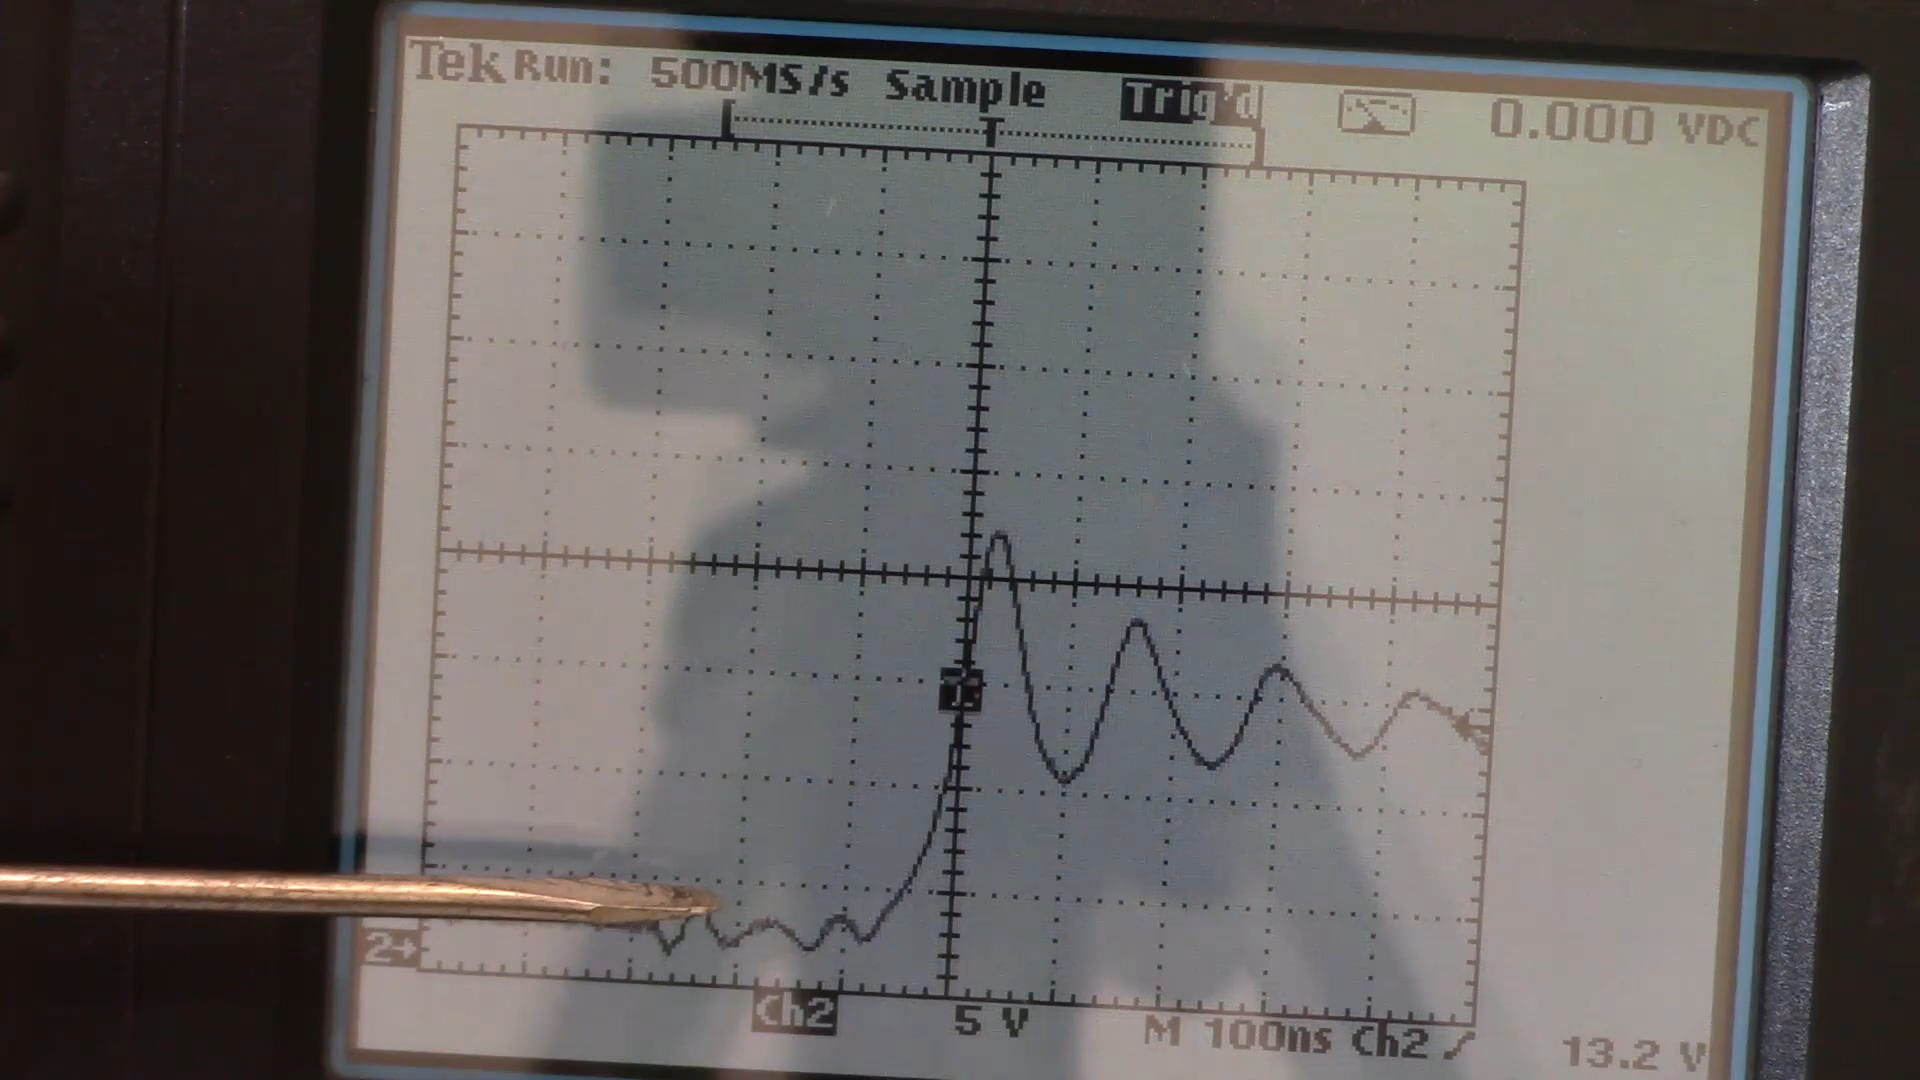 Tek Run: 500MS/s Sample Trig'd 0.000 VDC
T
T
2→
Ch2 5 V M 100ns Ch2 / 13.2 V